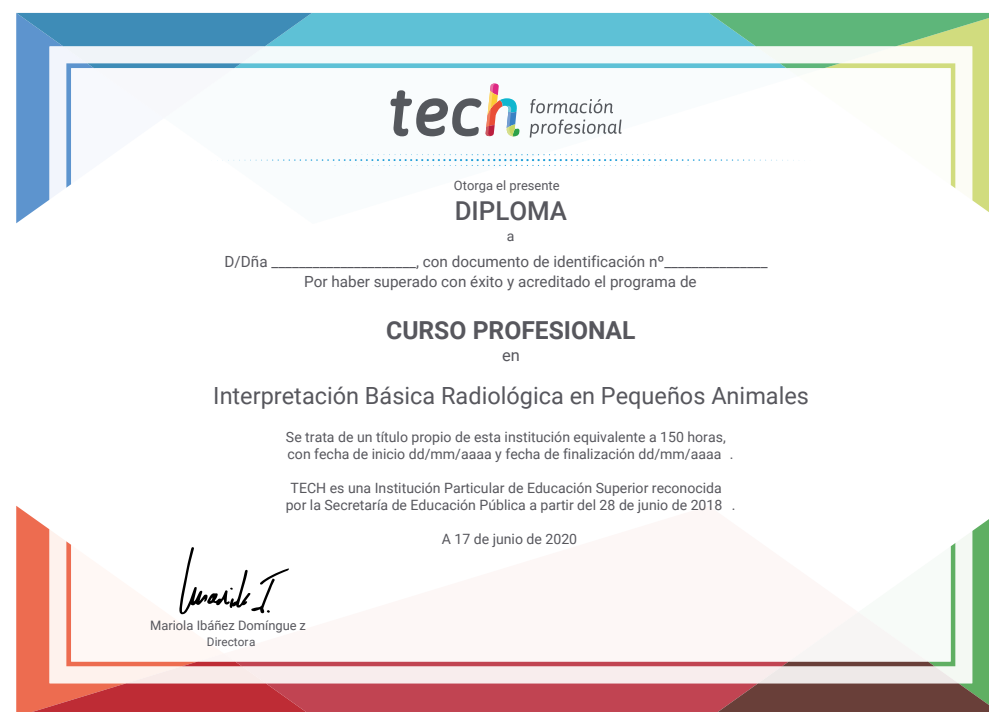 tech formación
profesional
Otorga el presente
DIPLOMA
a
D/Dña _____________________, con documento de identificación nº_______________
Por haber superado con éxito y acreditado el programa de
CURSO PROFESIONAL
en
Interpretación Básica Radiológica en Pequeños Animales
Se trata de un título propio de esta institución equivalente a 150 horas,
con fecha de inicio dd/mm/aaaa y fecha de finalización dd/mm/aaaa .
TECH es una Institución Particular de Educación Superior reconocida
por la Secretaría de Educación Pública a partir del 28 de junio de 2018 .
A 17 de junio de 2020
Mariola I.
Mariola Ibáñez Domíngue z
Directora